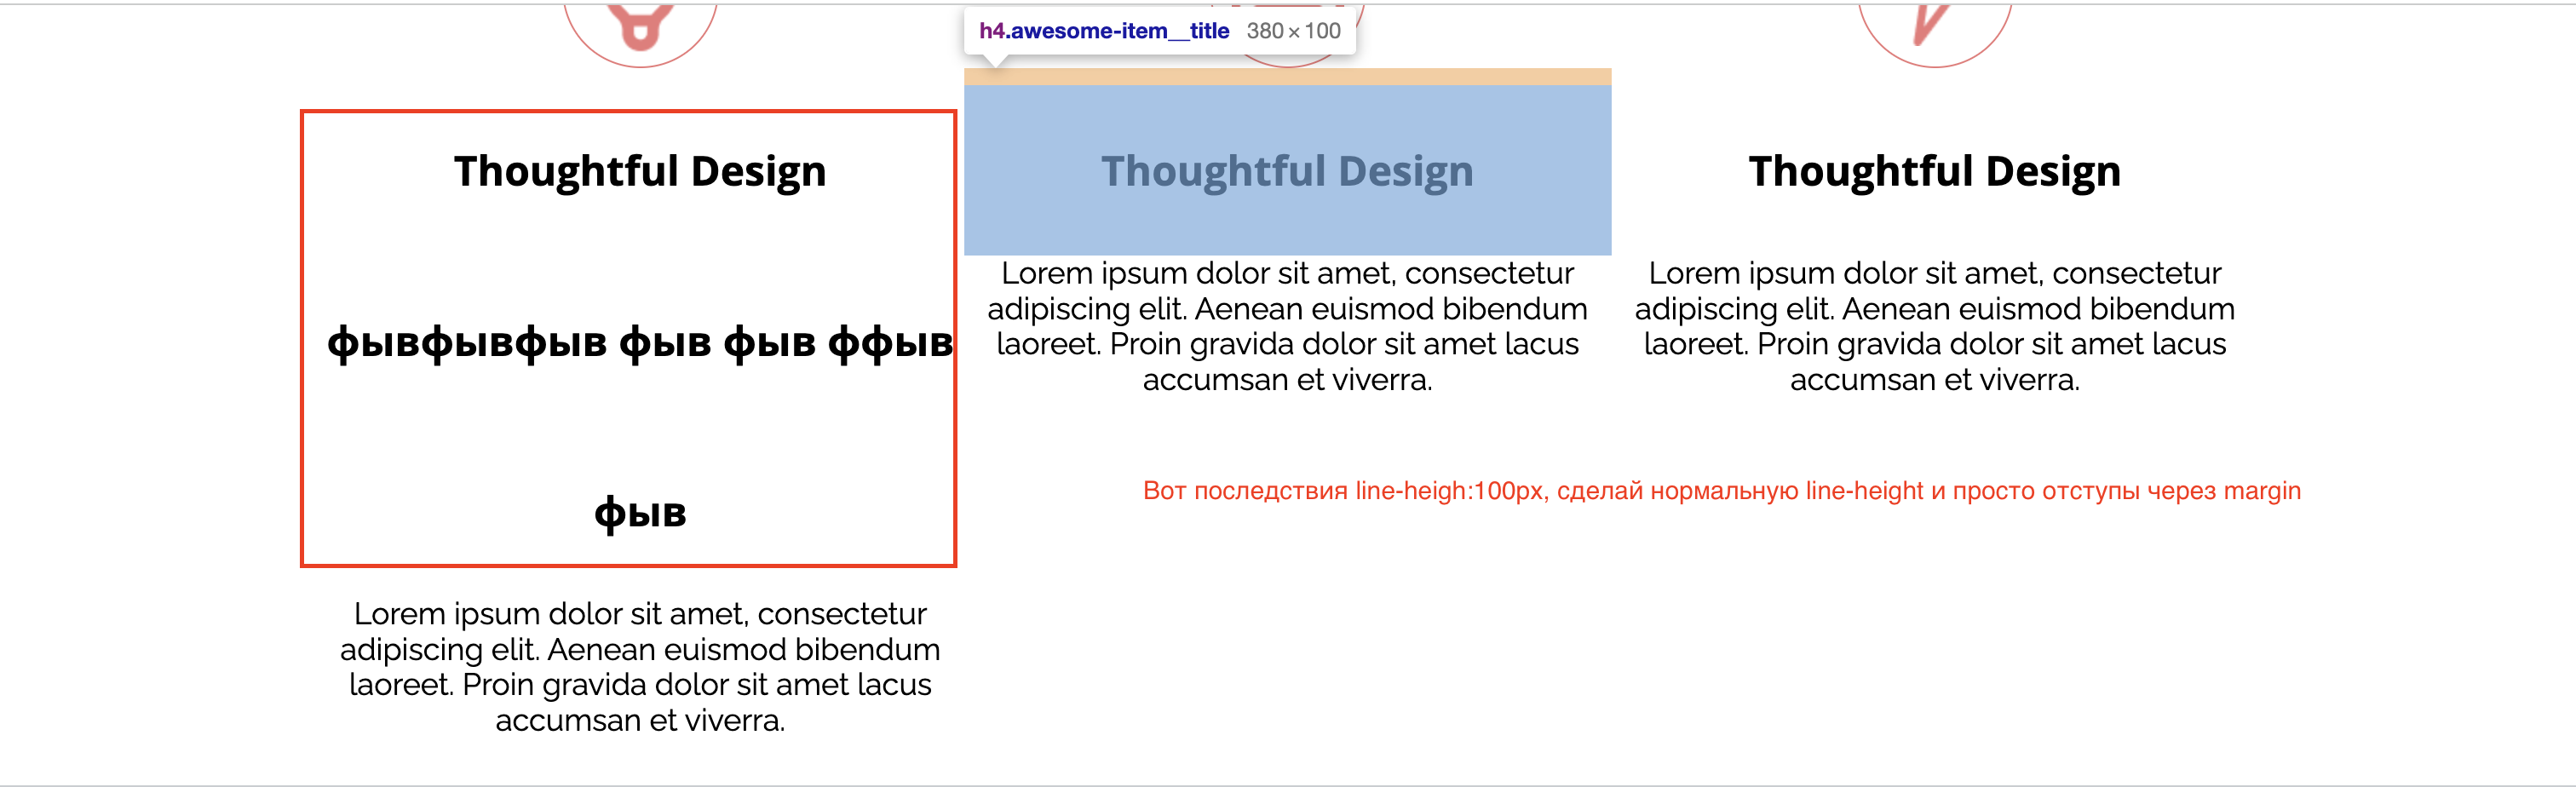 h4.awesome-item__title 380×100
Thoughtful Design
фывфывфыв фыв фыв ффыв
фыв
Lorem ipsum dolor sit amet, consectetur
adipiscing elit. Aenean euismod bibendum
laoreet. Proin gravida dolor sit amet lacus
accumsan et viverra.
Thoughtful Design
Lorem ipsum dolor sit amet, consectetur
adipiscing elit. Aenean euismod bibendum
laoreet. Proin gravida dolor sit amet lacus
accumsan et viverra.
Thoughtful Design
Lorem ipsum dolor sit amet, consectetur
adipiscing elit. Aenean euismod bibendum
laoreet. Proin gravida dolor sit amet lacus
accumsan et viverra.
Вот последствия line-heigh:100px, сделай нормальную line-height и просто отступы через margin